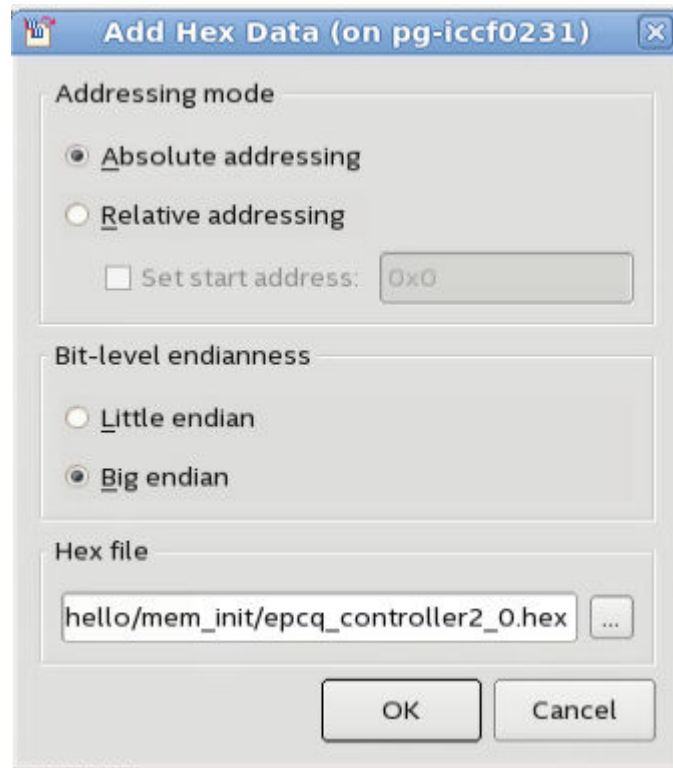 Add Hex Data (on pg-iccf0231)
Addressing mode
Absolute addressing
Relative addressing
Set start address: 0x0
Bit-level endianness
Little endian
Big endian
Hex file
hello/mem_init/epcq_controller2_0.hex ...
OK Cancel